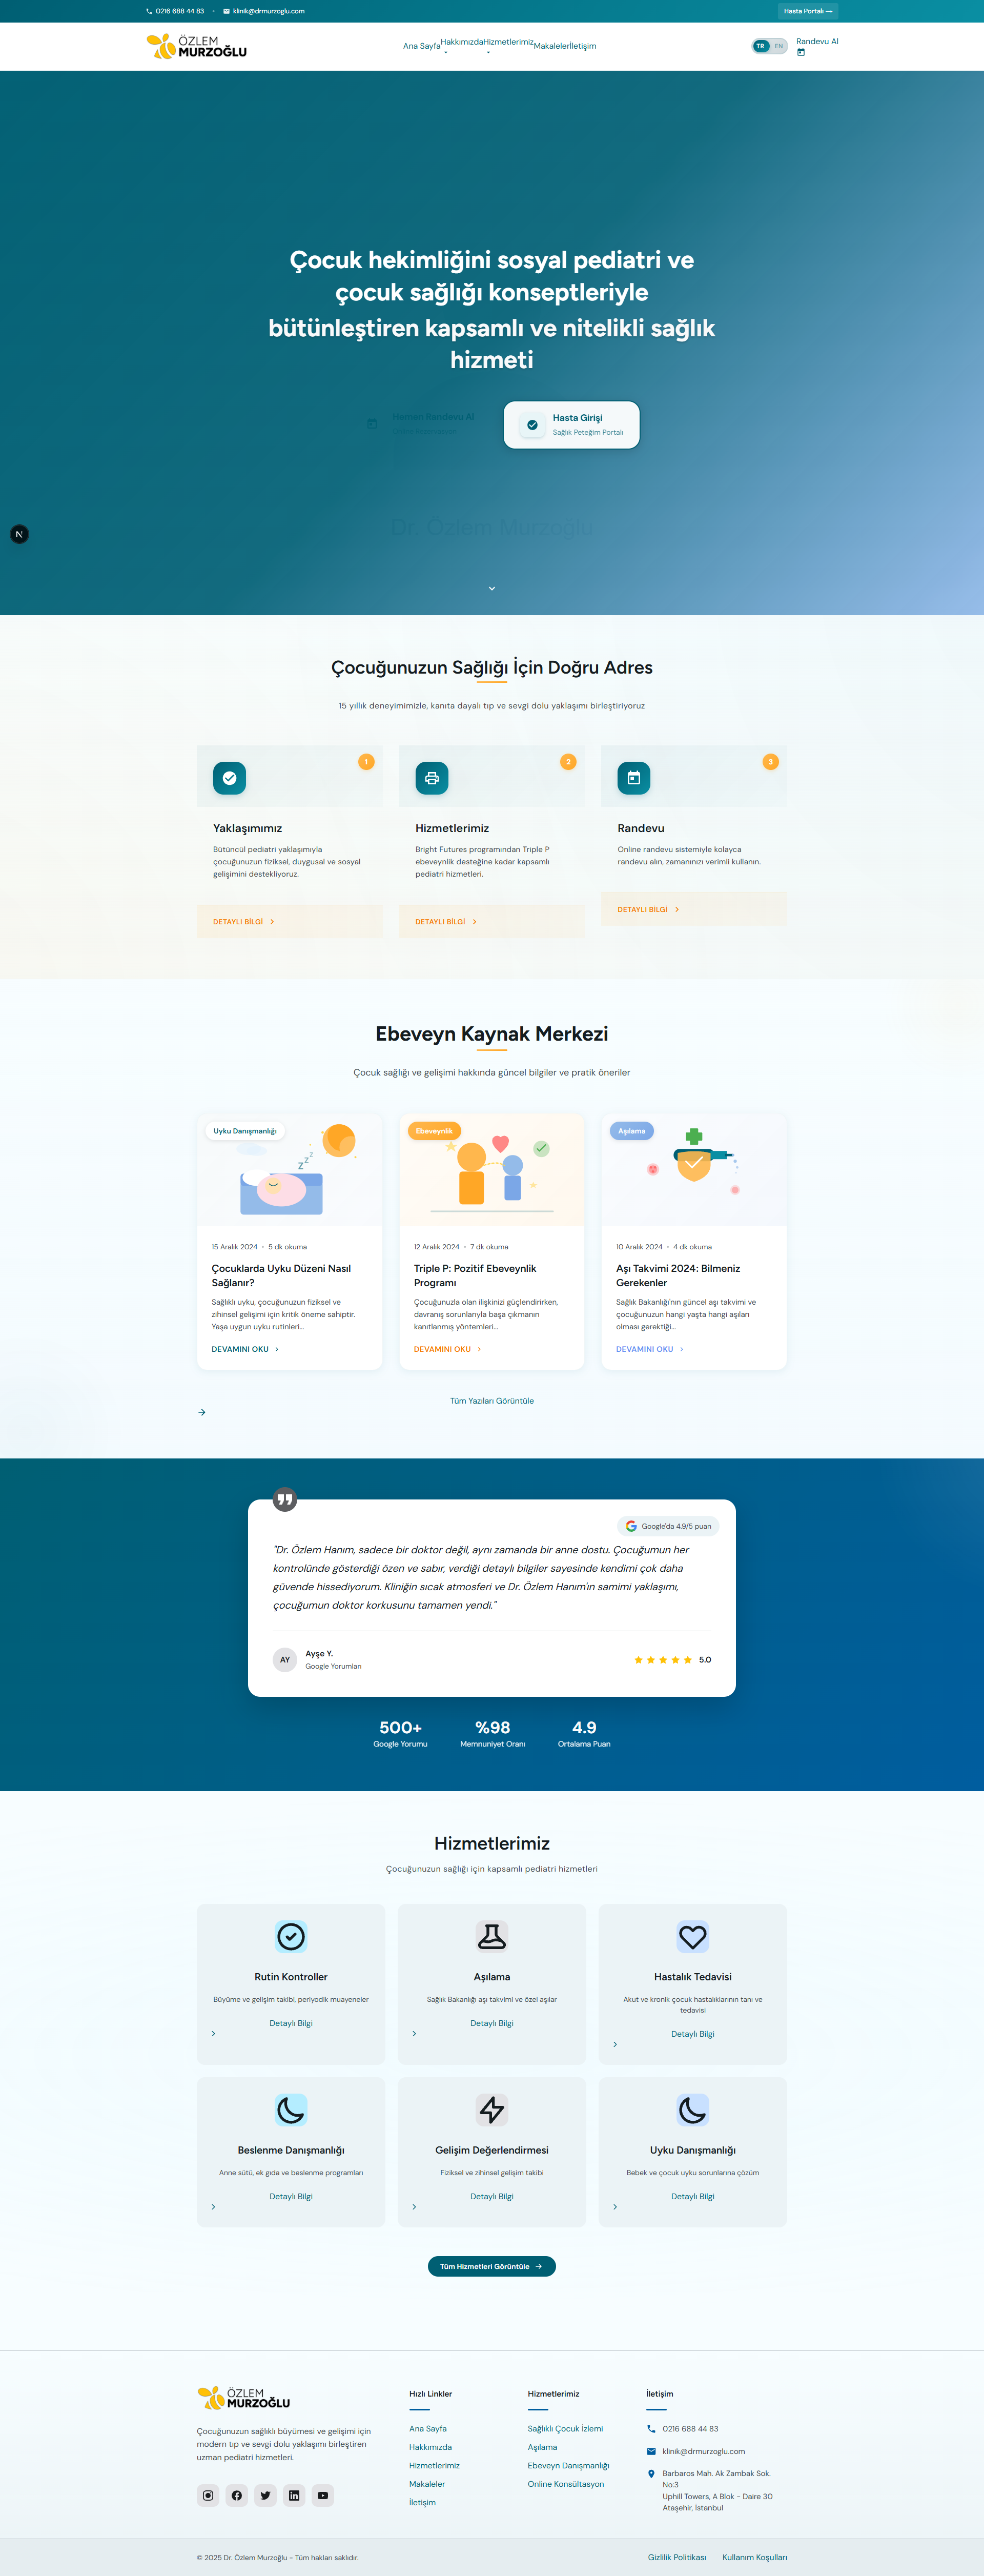 0216 688 44 83 • klinik@drmurzoglu.com
Hasta Portalı →
ÖZLEM
MURZOĞLU
Ana Sayfa Hakkımızda Hizmetlerimiz Makaleler İletişim
TR EN
Randevu Al
Çocuk hekimliğini sosyal pediatri ve
çocuk sağlığı konseptleriyle
bütünleştiren kapsamlı ve nitelikli sağlık
hizmeti
Hemen Randevu Al
Hasta Girişi
Sağlık Peteğim Portalı
Dr. Özlem Murzoğlu
N
Çocuğunuzun Sağlığı İçin Doğru Adres
15 yıllık deneyimimizle, kanıta dayalı tıp ve sevgi dolu yaklaşımı birleştiriyoruz
1
Yaklaşımımız
Bütüncül pediatri yaklaşımıyla
çocuğunuzun fiziksel, duygusal ve sosyal
gelişimini destekliyoruz.
DETAYLI BİLGİ
2
Hizmetlerimiz
Bright Futures programından Triple P
ebeveynlik desteğine kadar kapsamlı
pediatri hizmetleri.
DETAYLI BİLGİ
3
Randevu
Online randevu sistemiyle kolayca
randevu alın, zamanınızı verimli kullanın.
DETAYLI BİLGİ
Ebeveyn Kaynak Merkezi
Çocuk sağlığı ve gelişimi hakkında güncel bilgiler ve pratik öneriler
Uyku Danışmanlığı
z z z
15 Aralık 2024 • 5 dk okuma
Çocuklarda Uyku Düzeni Nasıl
Sağlanır?
Sağlıklı uyku, çocuğunuzun fiziksel ve
zihinsel gelişimi için kritik öneme sahiptir.
Yaşa uygun uyku rutinleri...
DEVAMINI OKU
Ebeveynlik
12 Aralık 2024 • 7 dk okuma
Triple P: Pozitif Ebeveynlik
Programı
Çocuğunuzla olan ilişkinizi güçlendirirken,
davranış sorunlarıyla başa çıkmanın
kanıtlanmış yöntemleri...
DEVAMINI OKU
Aşılama
10 Aralık 2024 • 4 dk okuma
Aşı Takvimi 2024: Bilmeniz
Gerekenler
Sağlık Bakanlığı'nın güncel aşı takvimi ve
çocuğunuzun hangi yaşta hangi aşıları
olması gerektiği...
DEVAMINI OKU
Tüm Yazıları Görüntüle
Google'da 4.9/5 puan
"Dr. Özlem Hanım, sadece bir doktor değil, aynı zamanda bir anne dostu. Çocuğumun her
kontrolünde gösterdiği özen ve sabır, verdiği detaylı bilgiler sayesinde kendimi çok daha
güvende hissediyorum. Kliniğin sıcak atmosferi ve Dr. Özlem Hanım'ın samimi yaklaşımı,
çocuğumun doktor korkusunu tamamen yendi."
AY
Ayşe Y.
Google Yorumları
5.0
500+ %98 4.9
Google Yorumu Memnuniyet Oranı Ortalama Puan
Hizmetlerimiz
Çocuğunuzun sağlığı için kapsamlı pediatri hizmetleri
Rutin Kontroller
Büyüme ve gelişim takibi, periyodik muayeneler
Detaylı Bilgi
Aşılama
Sağlık Bakanlığı aşı takvimi ve özel aşılar
Detaylı Bilgi
Hastalık Tedavisi
Akut ve kronik çocuk hastalıklarının tanı ve
tedavisi
Detaylı Bilgi
Beslenme Danışmanlığı
Anne sütü, ek gıda ve beslenme programları
Detaylı Bilgi
Gelişim Değerlendirmesi
Fiziksel ve zihinsel gelişim takibi
Detaylı Bilgi
Uyku Danışmanlığı
Bebek ve çocuk uyku sorunlarına çözüm
Detaylı Bilgi
Tüm Hizmetleri Görüntüle →
ÖZLEM
MURZOĞLU
Çocuğunuzun sağlıklı büyümesi ve gelişimi için
modern tıp ve sevgi dolu yaklaşımı birleştiren
uzman pediatri hizmetleri.
Hızlı Linkler
Ana Sayfa
Hakkımızda
Hizmetlerimiz
Makaleler
İletişim
Hizmetlerimiz
Sağlıklı Çocuk İzlemi
Aşılama
Ebeveyn Danışmanlığı
Online Konsültasyon
İletişim
0216 688 44 83
klinik@drmurzoglu.com
Barbaros Mah. Ak Zambak Sok.
No:3
Uphill Towers, A Blok - Daire 30
Ataşehir, İstanbul
© 2025 Dr. Özlem Murzoğlu - Tüm hakları saklıdır.
Gizlilik Politikası Kullanım Koşulları